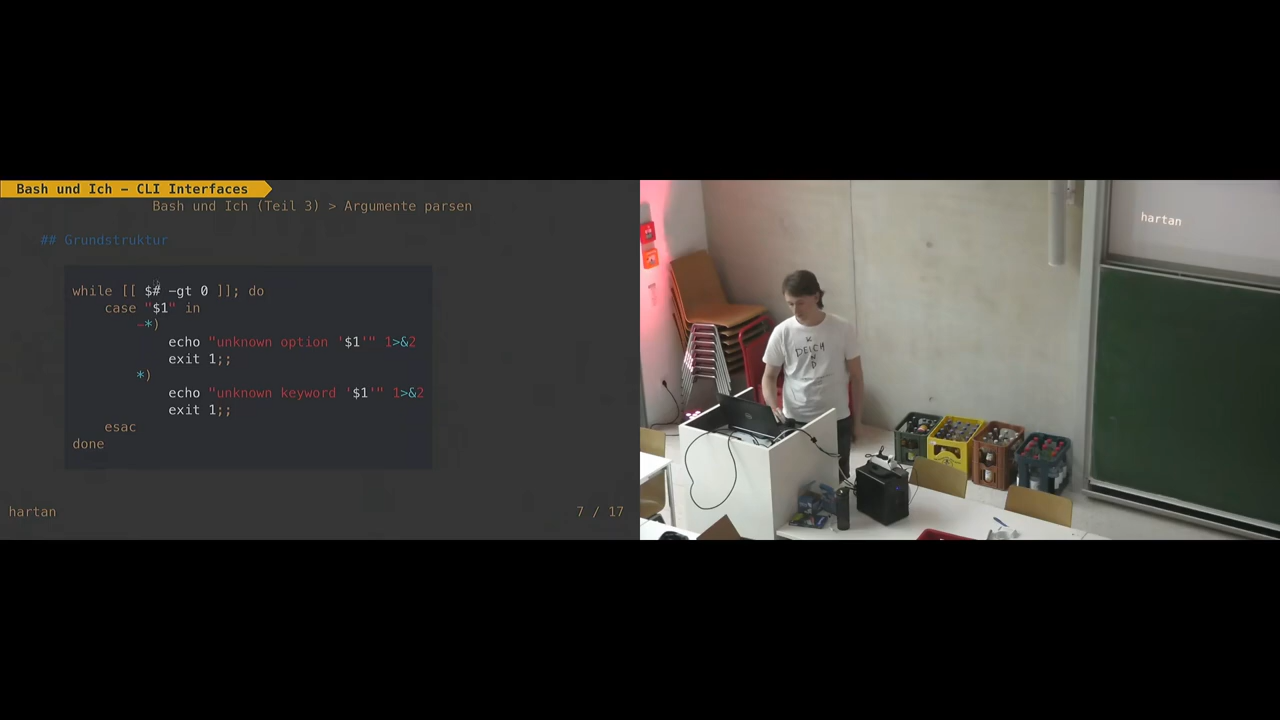 Bash und Ich - CLI Interfaces
Bash und Ich (Teil 3) > Argumente parsen
## Grundstruktur
while [[ $# -gt 0 ]]; do
    case "$1" in
        -*)
            echo "unknown option '$1'" 1>&2
            exit 1;;
        *)
            echo "unknown keyword '$1'" 1>&2
            exit 1;;
    esac
done
hartan
7 / 17
hartan
DEICH
K
I
N
D